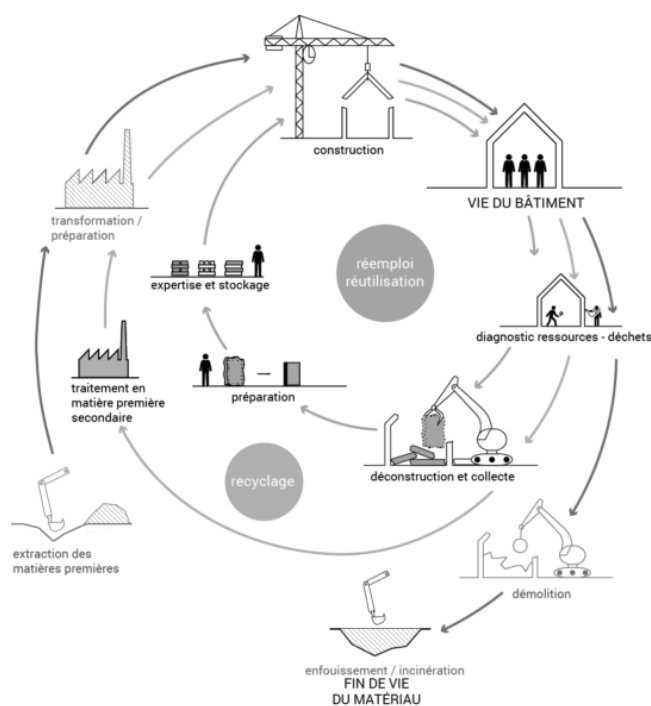 construction
VIE DU BÂTIMENT
transformation /
préparation
réemploi
réutilisation
expertise et stockage
diagnostic ressources - déchets
traitement en
matière première
secondaire
préparation
déconstruction et collecte
recyclage
extraction des
matières premières
démolition
enfouissement / incinération
FIN DE VIE
DU MATÉRIAU